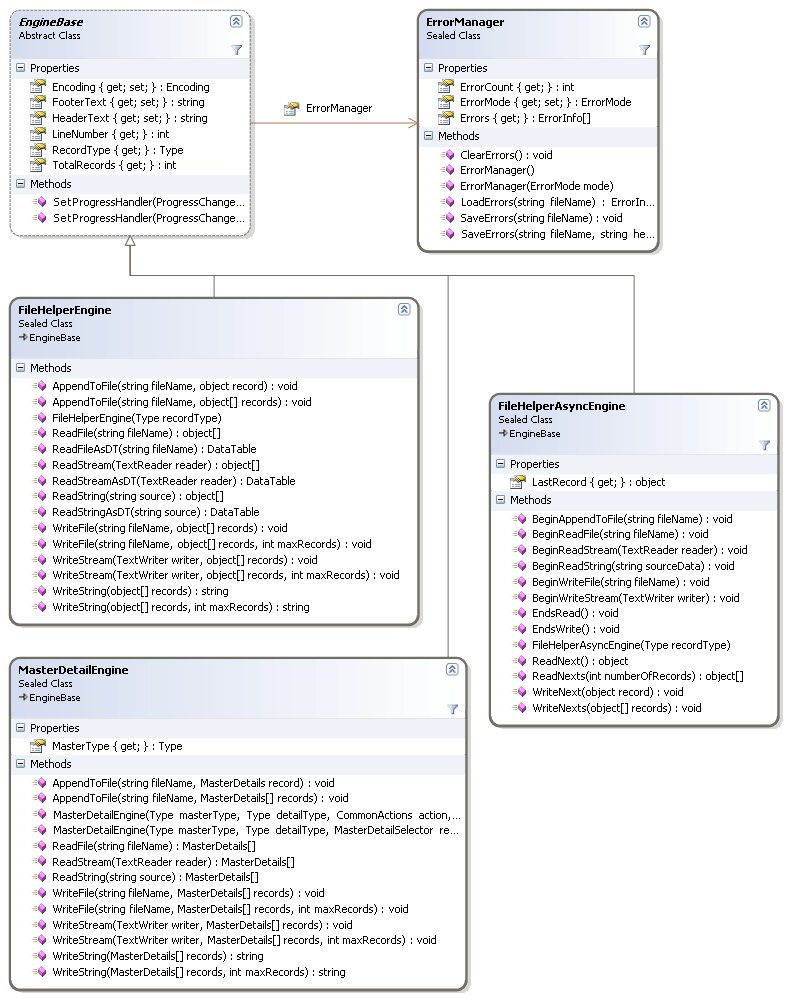 EngineBase
Abstract Class
Properties
Encoding { get; set; } : Encoding
FooterText { get; set; } : string
HeaderText { get; set; } : string
LineNumber { get; } : int
RecordType { get; } : Type
TotalRecords { get; } : int
Methods
SetProgressHandler(ProgressChange...
SetProgressHandler(ProgressChange...
ErrorManager
ErrorManager
Sealed Class
Properties
ErrorCount { get; } : int
ErrorMode { get; set; } : ErrorMode
Errors { get; } : ErrorInfo[]
Methods
ClearErrors() : void
ErrorManager()
ErrorManager(ErrorMode mode)
LoadErrors(string fileName) : ErrorIn...
SaveErrors(string fileName) : void
SaveErrors(string fileName, string he...
FileHelperEngine
Sealed Class
EngineBase
Methods
AppendToFile(string fileName, object record) : void
AppendToFile(string fileName, object[] records) : void
FileHelperEngine(Type recordType)
ReadFile(string fileName) : object[]
ReadFileAsDT(string fileName) : DataTable
ReadStream(TextReader reader) : object[]
ReadStreamAsDT(TextReader reader) : DataTable
ReadString(string source) : object[]
ReadStringAsDT(string source) : DataTable
WriteFile(string fileName, object[] records) : void
WriteFile(string fileName, object[] records, int maxRecords) : void
WriteStream(TextWriter writer, object[] records) : void
WriteStream(TextWriter writer, object[] records, int maxRecords) : void
WriteString(object[] records) : string
WriteString(object[] records, int maxRecords) : string
FileHelperAsyncEngine
Sealed Class
EngineBase
Properties
LastRecord { get; } : object
Methods
BeginAppendToFile(string fileName) : void
BeginReadFile(string fileName) : void
BeginReadStream(TextReader reader) : void
BeginReadString(string sourceData) : void
BeginWriteFile(string fileName) : void
BeginWriteStream(TextWriter writer) : void
EndsRead() : void
EndsWrite() : void
FileHelperAsyncEngine(Type recordType)
ReadNext() : object
ReadNexts(int numberOfRecords) : object[]
WriteNext(object record) : void
WriteNexts(object[] records) : void
MasterDetailEngine
Sealed Class
EngineBase
Properties
MasterType { get; } : Type
Methods
AppendToFile(string fileName, MasterDetails record) : void
AppendToFile(string fileName, MasterDetails[] records) : void
MasterDetailEngine(Type masterType, Type detailType, CommonActions action,...
MasterDetailEngine(Type masterType, Type detailType, MasterDetailSelector re...
ReadFile(string fileName) : MasterDetails[]
ReadStream(TextReader reader) : MasterDetails[]
ReadString(string source) : MasterDetails[]
WriteFile(string fileName, MasterDetails[] records) : void
WriteFile(string fileName, MasterDetails[] records, int maxRecords) : void
WriteStream(TextWriter writer, MasterDetails[] records) : void
WriteStream(TextWriter writer, MasterDetails[] records, int maxRecords) : void
WriteString(MasterDetails[] records) : string
WriteString(MasterDetails[] records, int maxRecords) : string